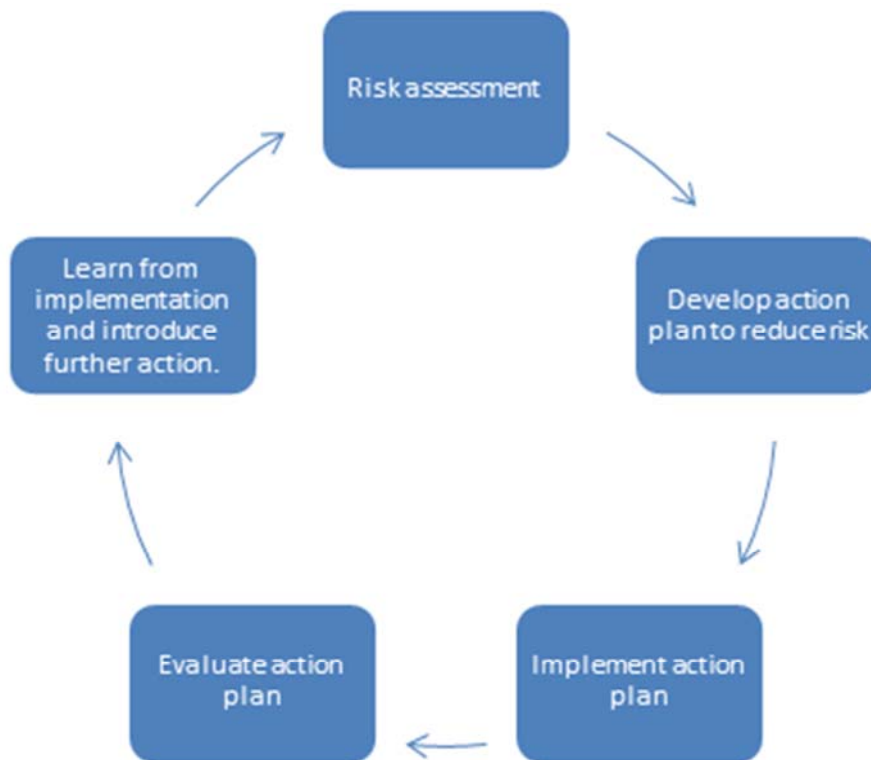 Risk assessment
Develop action
plan to reduce risk
Implement action
plan
Evaluate action
plan
Learn from
implementation
and introduce
further action.